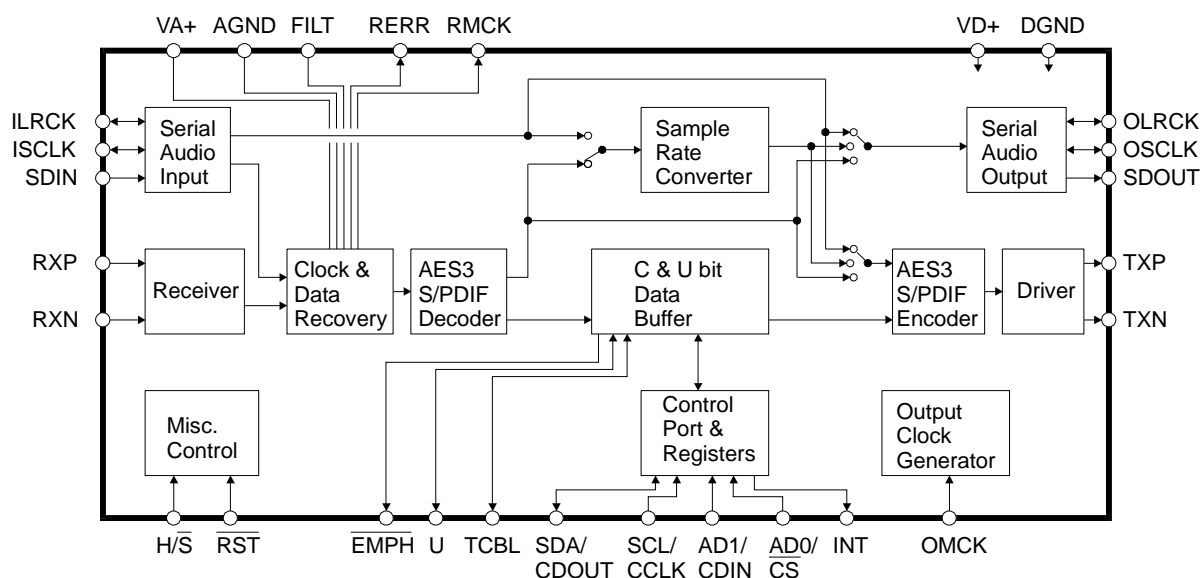 VA+ AGND FILT RERR RMCK VD+ DGND
ILRCK
ISCLK
SDIN
Serial
Audio
Input
Sample
Rate
Converter
Serial
Audio
Output
OLRCK
OSCLK
SDOUT
RXP
RXN
Receiver
Clock &
Data
Recovery
AES3
S/PDIF
Decoder
C & U bit
Data
Buffer
AES3
S/PDIF
Encoder
Driver
TXP
TXN
Misc.
Control
Control
Port &
Registers
Output
Clock
Generator
H/S̅
R̅S̅T̅
E̅M̅P̅H̅
U
TCBL
SDA/
CDOUT
SCL/
CCLK
AD1/
CDIN
AD0/
C̅S̅
INT
OMCK